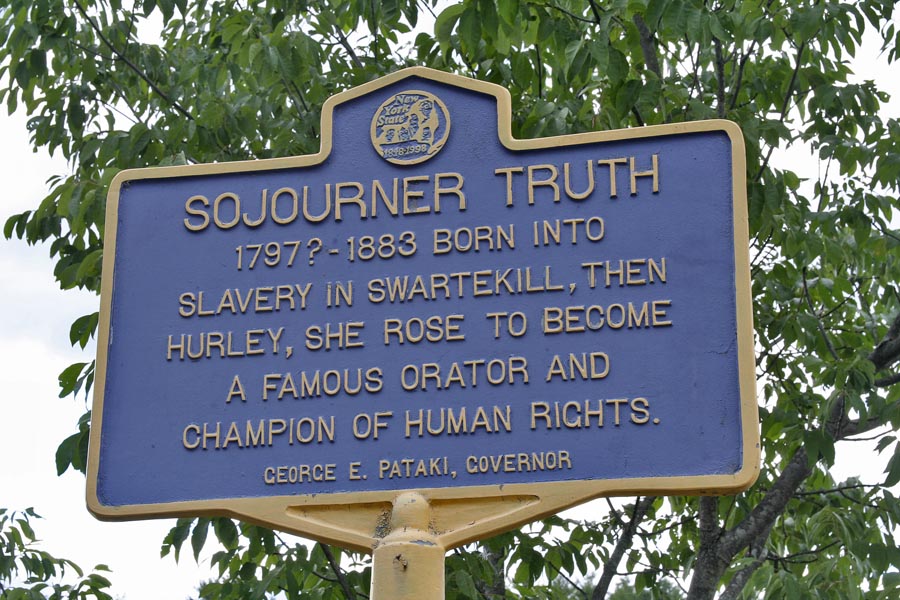 New
York
State
1848-1998
SOJOURNER TRUTH
1797?-1883 BORN INTO
SLAVERY IN SWARTEKILL, THEN
HURLEY, SHE ROSE TO BECOME
A FAMOUS ORATOR AND
CHAMPION OF HUMAN RIGHTS.
GEORGE E. PATAKI, GOVERNOR